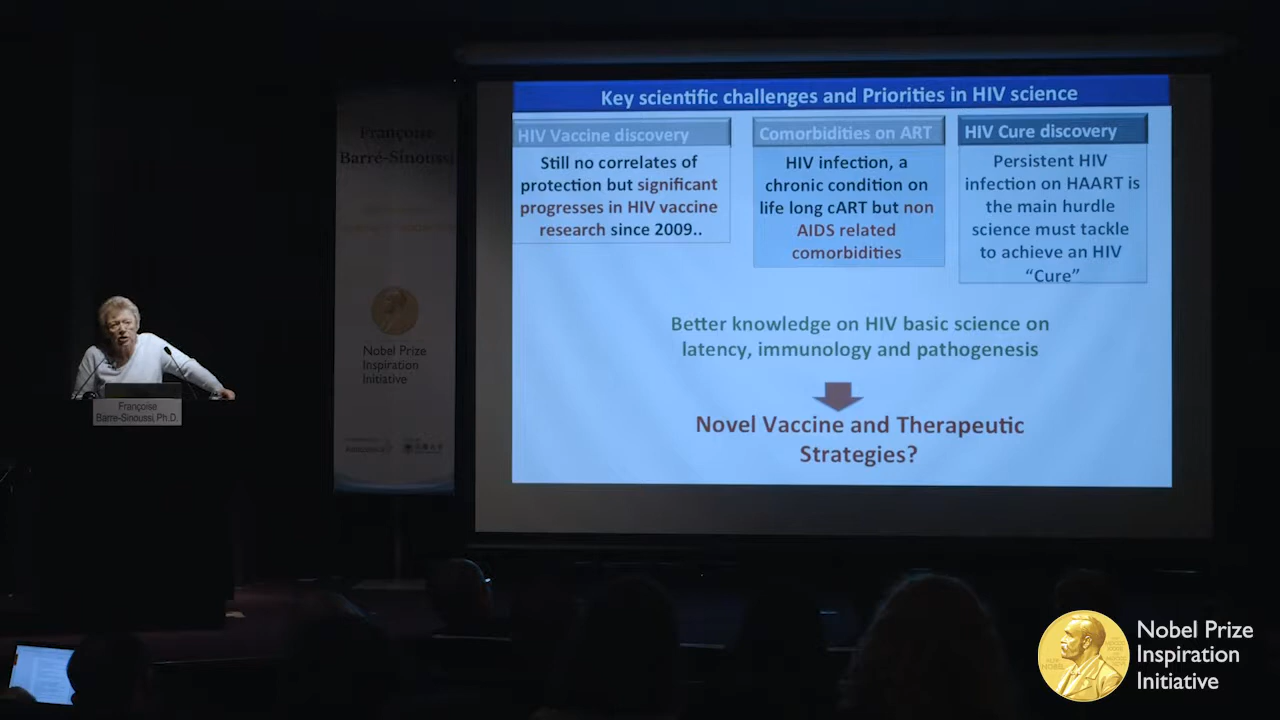 Key scientific challenges and Priorities in HIV science
HIV Vaccine discovery
Still no correlates of
protection but significant
progresses in HIV vaccine
research since 2009..
Comorbidities on ART
HIV infection, a
chronic condition on
life long cART but non
AIDS related
comorbidities
HIV Cure discovery
Persistent HIV
infection on HAART is
the main hurdle
science must tackle
to achieve an HIV
“Cure”
Better knowledge on HIV basic science on
latency, immunology and pathogenesis
Novel Vaccine and Therapeutic
Strategies?
Françoise
Barré-Sinoussi
Nobel Prize
Inspiration
Initiative
Françoise
Barre-Sinoussi, Ph.D.
Nobel Prize
Inspiration
Initiative